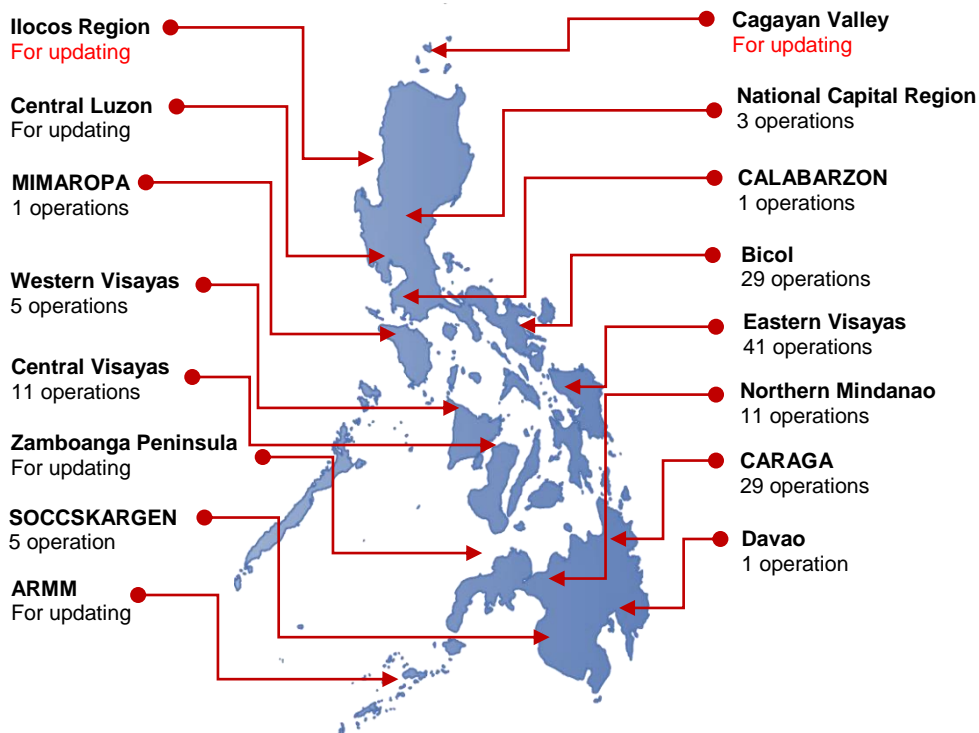 Ilocos Region
For updating
Central Luzon
For updating
MIMAROPA
1 operations
Western Visayas
5 operations
Central Visayas
11 operations
Zamboanga Peninsula
For updating
SOCCSKARGEN
5 operation
ARMM
For updating
Cagayan Valley
For updating
National Capital Region
3 operations
CALABARZON
1 operations
Bicol
29 operations
Eastern Visayas
41 operations
Northern Mindanao
11 operations
CARAGA
29 operations
Davao
1 operation